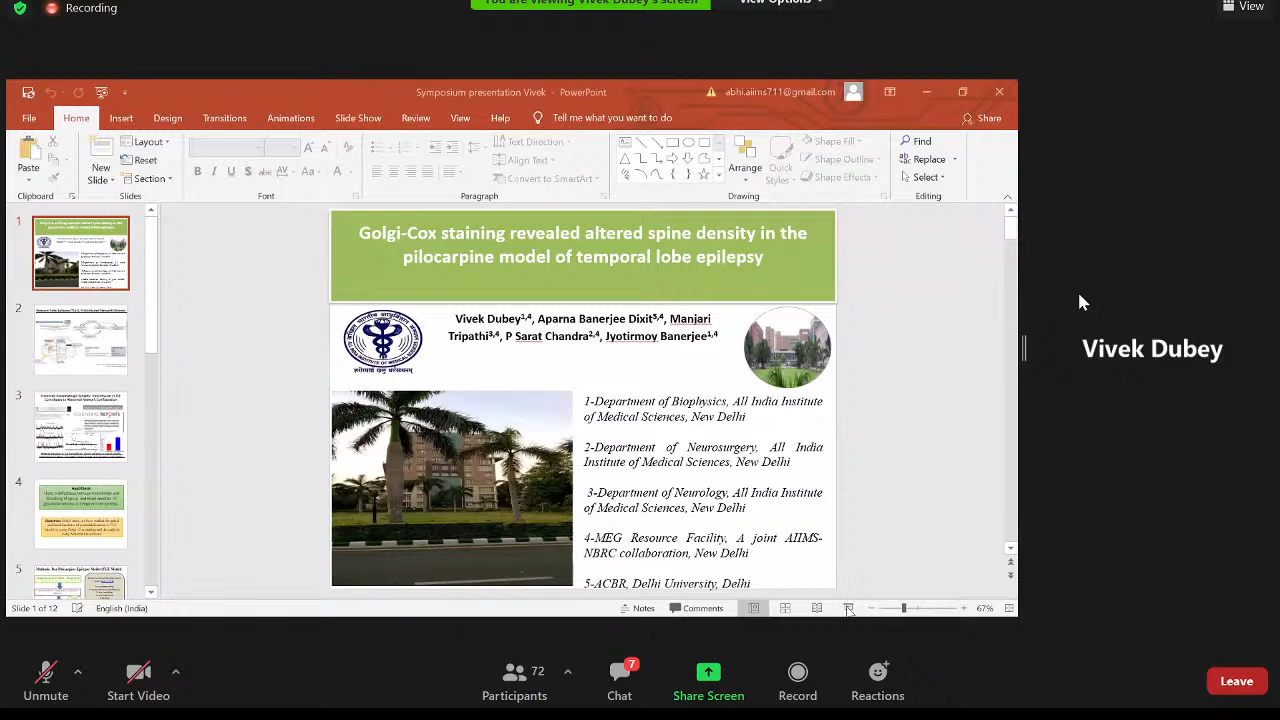 Recording
You are viewing Vivek Dubey's screen
View Options
View
Symposium presentation Vivek - PowerPoint
abhi.aiims711@gmail.com
File Home Insert Design Transitions Animations Slide Show Review View Help Tell me what you want to do Share
Paste
New
Slide
Layout
Reset
Section
Text Direction
Align Text
Convert to SmartArt
Arrange
Quick
Styles
Shape Fill
Shape Outline
Shape Effects
Find
Replace
Select
Clipboard Slides Font Paragraph Drawing Editing
1
2
3
4
5
Golgi-Cox staining revealed altered spine density in the
pilocarpine model of temporal lobe epilepsy
Vivek Dubey1,4, Aparna Banerjee Dixit5,4, Manjari
Tripathi3,4, P Sarat Chandra2,4, Jyotirmoy Banerjee1,4
1-Department of Biophysics, All India Institute
of Medical Sciences, New Delhi
2-Department of Neurosurgery, All India
Institute of Medical Sciences, New Delhi
3-Department of Neurology, All India Institute
of Medical Sciences, New Delhi
4-MEG Resource Facility, A joint AIIMS-
NBRC collaboration, New Delhi
5-ACBR, Delhi University, Delhi
Vivek Dubey
Slide 1 of 12 English (India) Notes Comments 67%
72
7
Unmute Start Video Participants Chat Share Screen Record Reactions Leave